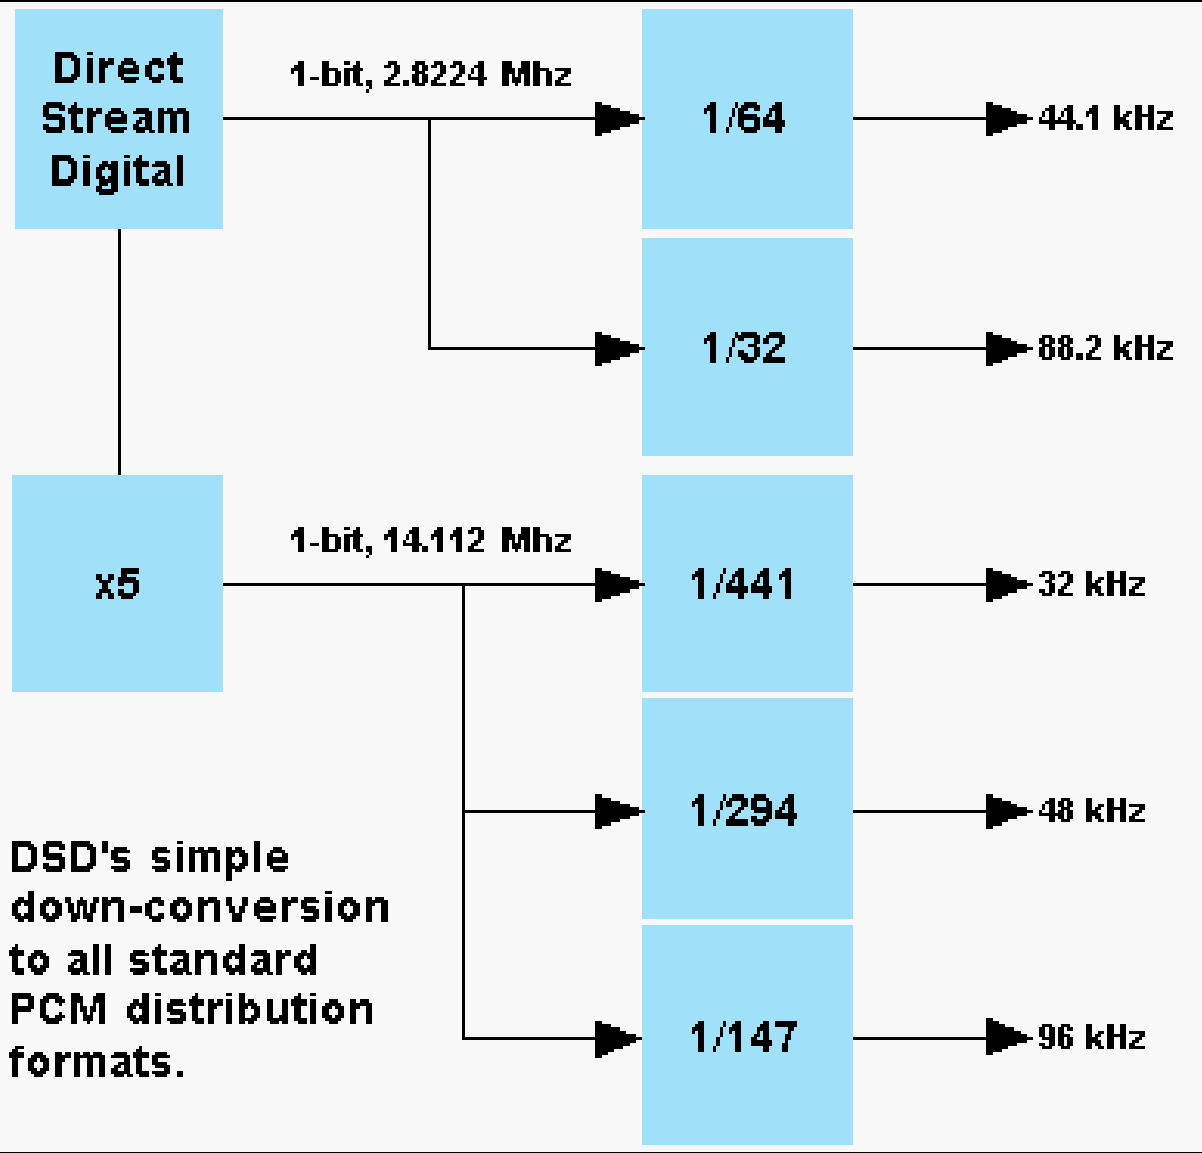 Direct
Stream
Digital
1-bit, 2.8224 Mhz
1/64
44.1 kHz
1/32
88.2 kHz
x5
1-bit, 14.112 Mhz
1/441
32 kHz
1/294
48 kHz
1/147
96 kHz
DSD's simple
down-conversion
to all standard
PCM distribution
formats.